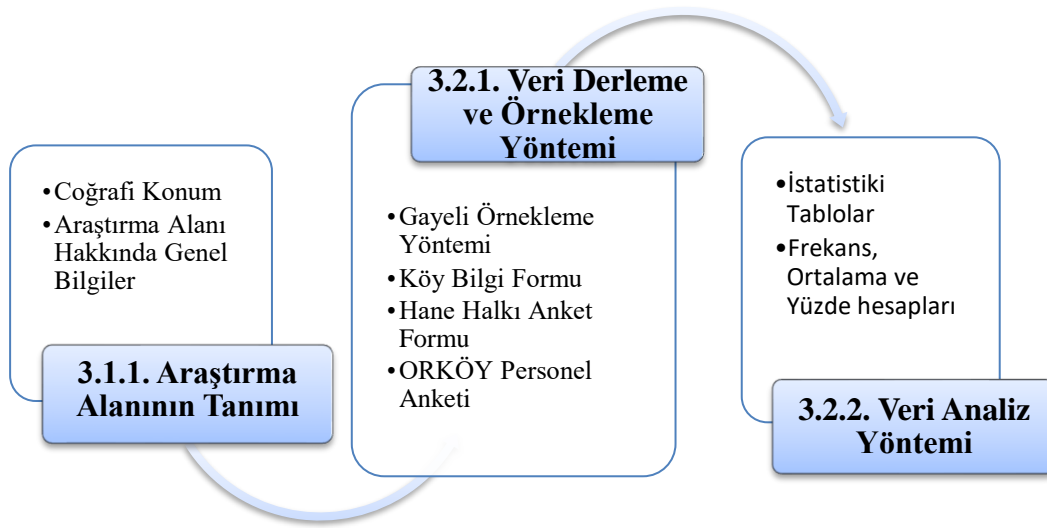 •Coğrafi Konum
•Araştırma Alanı
Hakkında Genel
Bilgiler
3.1.1. Araştırma
Alanının Tanımı
3.2.1. Veri Derleme
ve Örnekleme
Yöntemi
•Gayeli Örnekleme
Yöntemi
•Köy Bilgi Formu
•Hane Halkı Anket
Formu
•ORKÖY Personel
Anketi
•İstatistiki
Tablolar
•Frekans,
Ortalama ve
Yüzde hesapları
3.2.2. Veri Analiz
Yöntemi